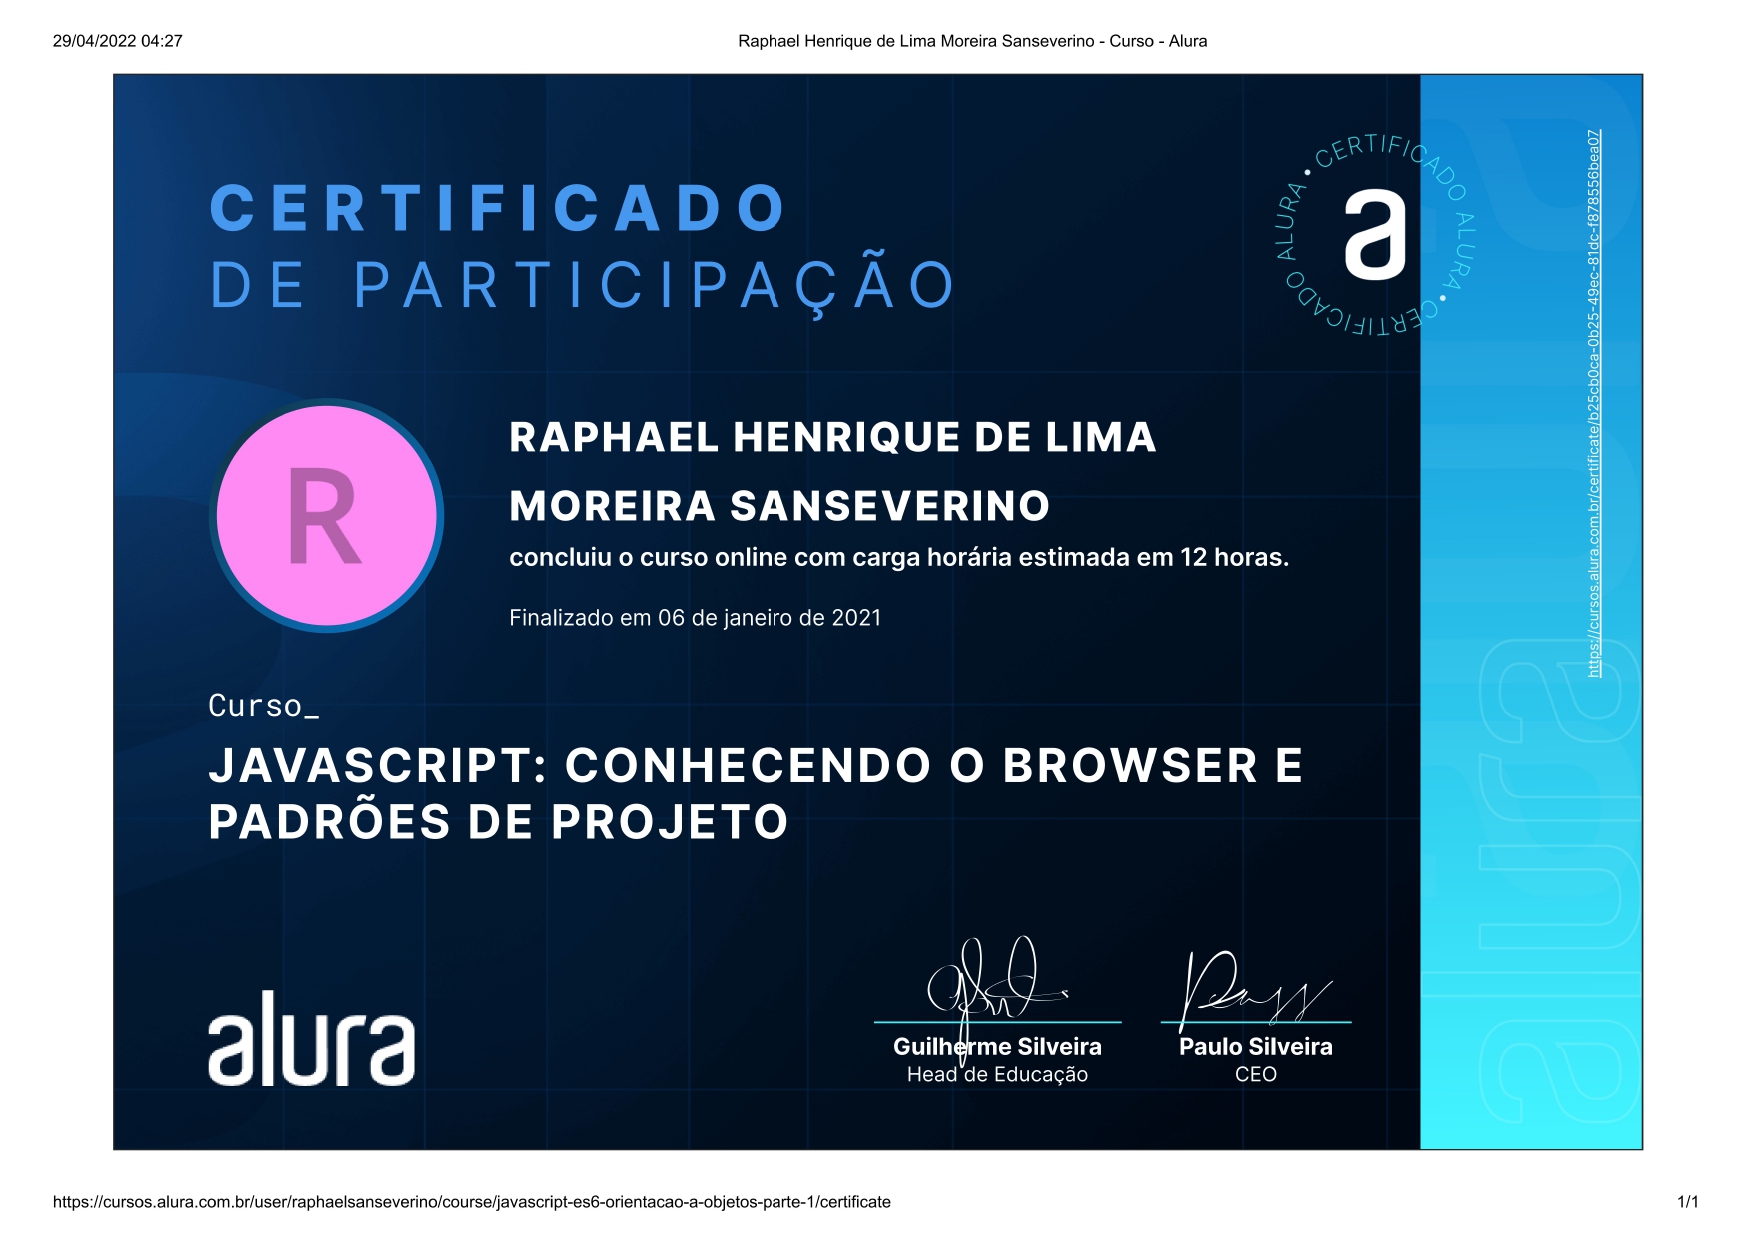 29/04/2022 04:27
Raphael Henrique de Lima Moreira Sanseverino - Curso - Alura
CERTIFICADO
DE PARTICIPAÇÃO
• CERTIFICADO ALURA • CERTIFICADO ALURA
a
https://cursos.alura.com.br/certificate/b25cb0ca-0b25-49ec-81dc-f878556bea07
R
RAPHAEL HENRIQUE DE LIMA
MOREIRA SANSEVERINO
concluiu o curso online com carga horária estimada em 12 horas.
Finalizado em 06 de janeiro de 2021
Curso_
JAVASCRIPT: CONHECENDO O BROWSER E
PADRÕES DE PROJETO
alura
alura
Guilherme Silveira
Head de Educação
Paulo Silveira
CEO
https://cursos.alura.com.br/user/raphaelsanseverino/course/javascript-es6-orientacao-a-objetos-parte-1/certificate
1/1